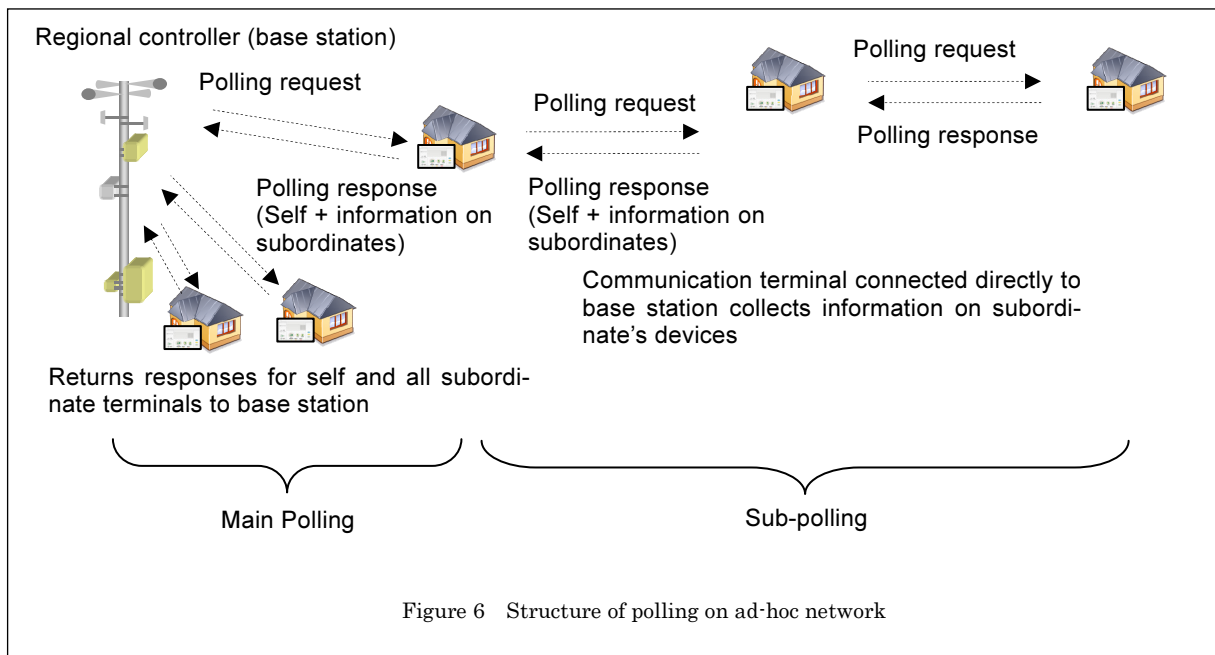 Regional controller (base station)
Polling request
Polling request
Polling request
Polling response
Polling response
(Self + information on
subordinates)
Polling response
(Self + information on
subordinates)
Communication terminal connected directly to
base station collects information on subordi-
nate's devices
Returns responses for self and all subordi-
nate terminals to base station
Main Polling
Sub-polling
Figure 6 Structure of polling on ad-hoc network